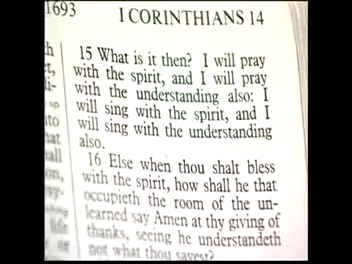 1693
I CORINTHIANS 14
15 What is it then? I will pray
with the spirit, and I will pray
with the understanding also: I
will sing with the spirit, and I
will sing with the understanding
also.
16 Else when thou shalt bless
with the spirit, how shall he that
occupieth the room of the un-
learned say Amen at thy giving of
thanks, seeing he understandeth
not what thou sayest?